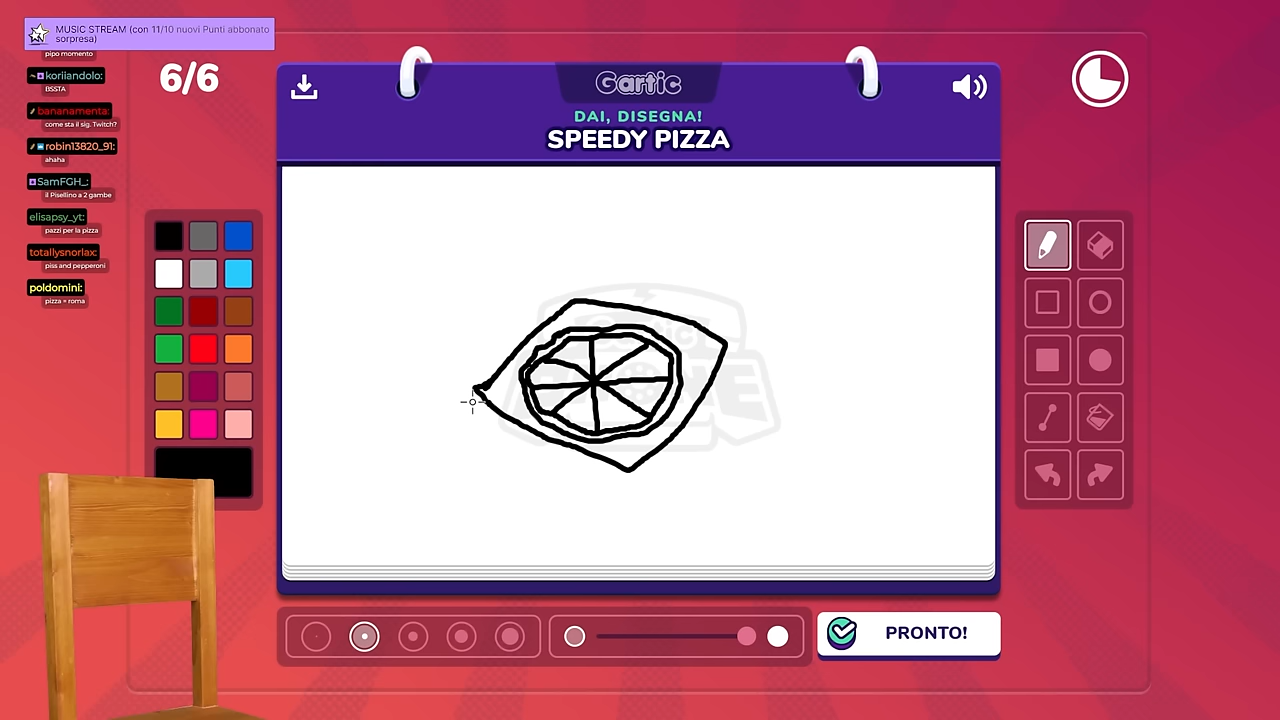 MUSIC STREAM (con 11/10 nuovi Punti abbonato
sorpresa)
pipo momento
koriiandolo:
BSSTA
bananamenta:
come sta il sig. Twitch?
robin13820_91:
ahaha
SamFGH_:
il Pisellino a 2 gambe
elisapsy_yt:
pazzi per la pizza
totallysnorlax:
piss and pepperoni
poldomini:
pizza = roma
6/6
Gartic
DAI, DISEGNA!
SPEEDY PIZZA
PRONTO!